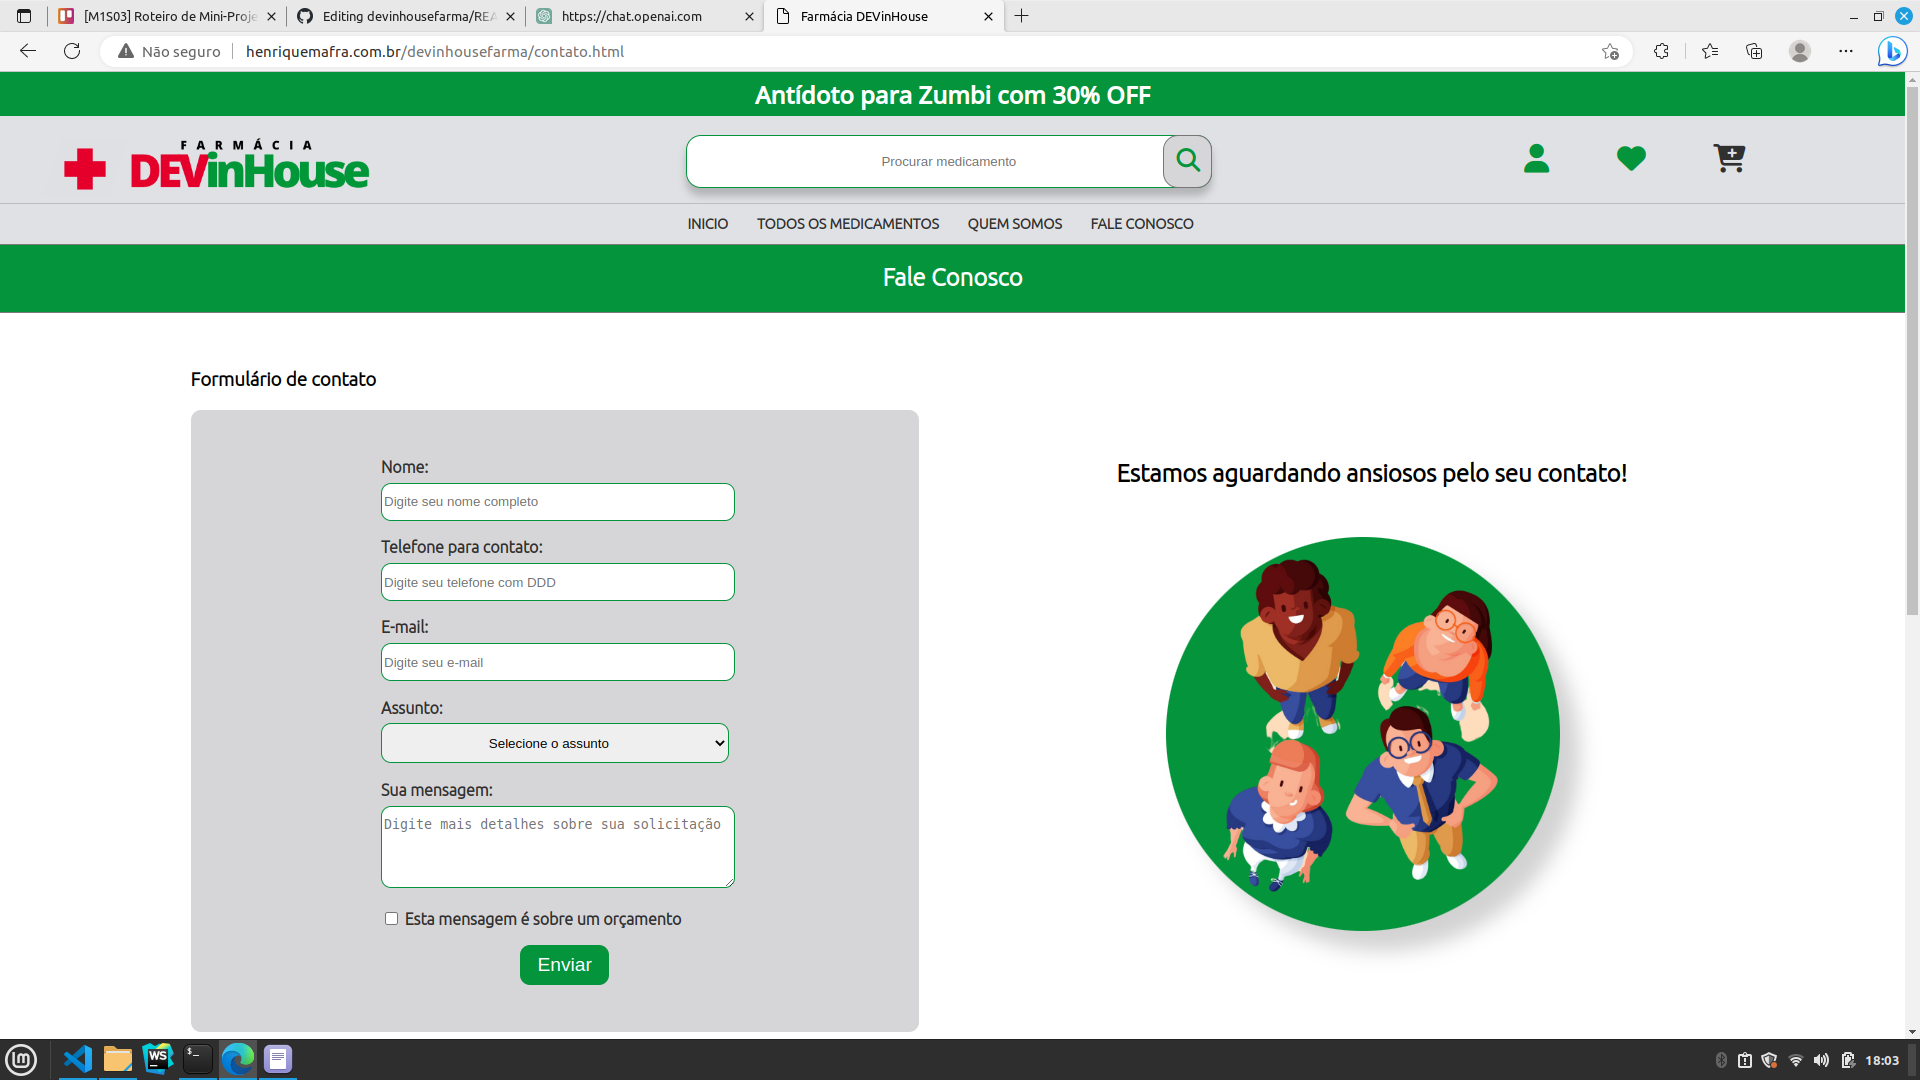 [M1S03] Roteiro de Mini-Proje
Editing devinhousefarma/REA
https://chat.openai.com
Farmácia DEVinHouse
Não seguro
henriquemafra.com.br/devinhousefarma/contato.html
Antídoto para Zumbi com 30% OFF
FARMÁCIA
DEVinHouse
Procurar medicamento
INICIO
TODOS OS MEDICAMENTOS
QUEM SOMOS
FALE CONOSCO
Fale Conosco
Formulário de contato
Nome:
Digite seu nome completo
Telefone para contato:
Digite seu telefone com DDD
E-mail:
Digite seu e-mail
Assunto:
Selecione o assunto
Sua mensagem:
Digite mais detalhes sobre sua solicitação
Esta mensagem é sobre um orçamento
Enviar
Estamos aguardando ansiosos pelo seu contato!
WS
$_
18:03